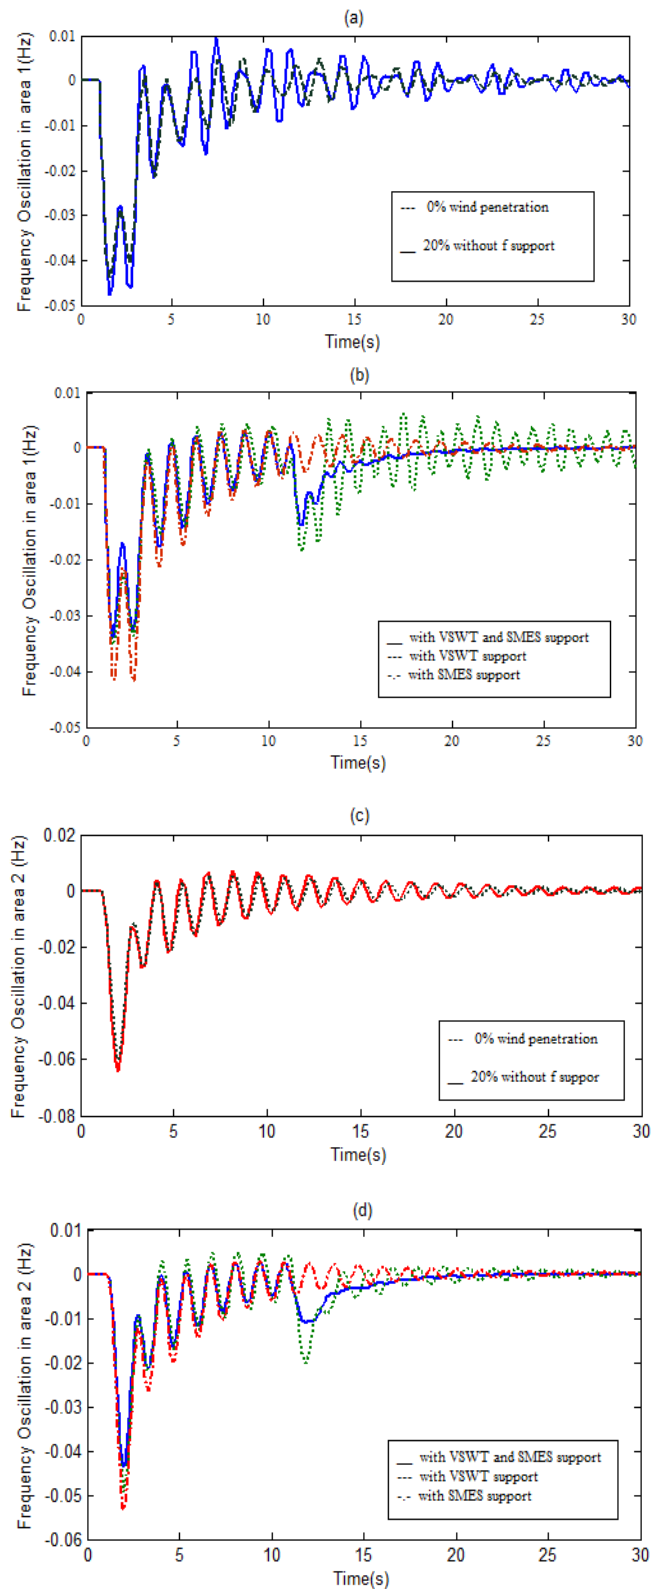 (a)
Frequency Oscillation in area 1(Hz)
0.01
0
-0.01
-0.02
-0.03
-0.04
-0.05
0% wind penetration
20% without f support
0 5 10 15 20 25 30
Time(s)
(b)
Frequency Oscillation in area 1(Hz)
0.01
0
-0.01
-0.02
-0.03
-0.04
-0.05
with VSWT and SMES support
with VSWT support
with SMES support
0 5 10 15 20 25 30
Time(s)
(c)
Frequency Oscillation in area 2 (Hz)
0.02
0
-0.02
-0.04
-0.06
-0.08
0% wind penetration
20% without f suppor
0 5 10 15 20 25 30
Time(s)
(d)
Frequency Oscillation in area 2 (Hz)
0.01
0
-0.01
-0.02
-0.03
-0.04
-0.05
-0.06
with VSWT and SMES support
with VSWT support
with SMES support
0 5 10 15 20 25 30
Time(s)